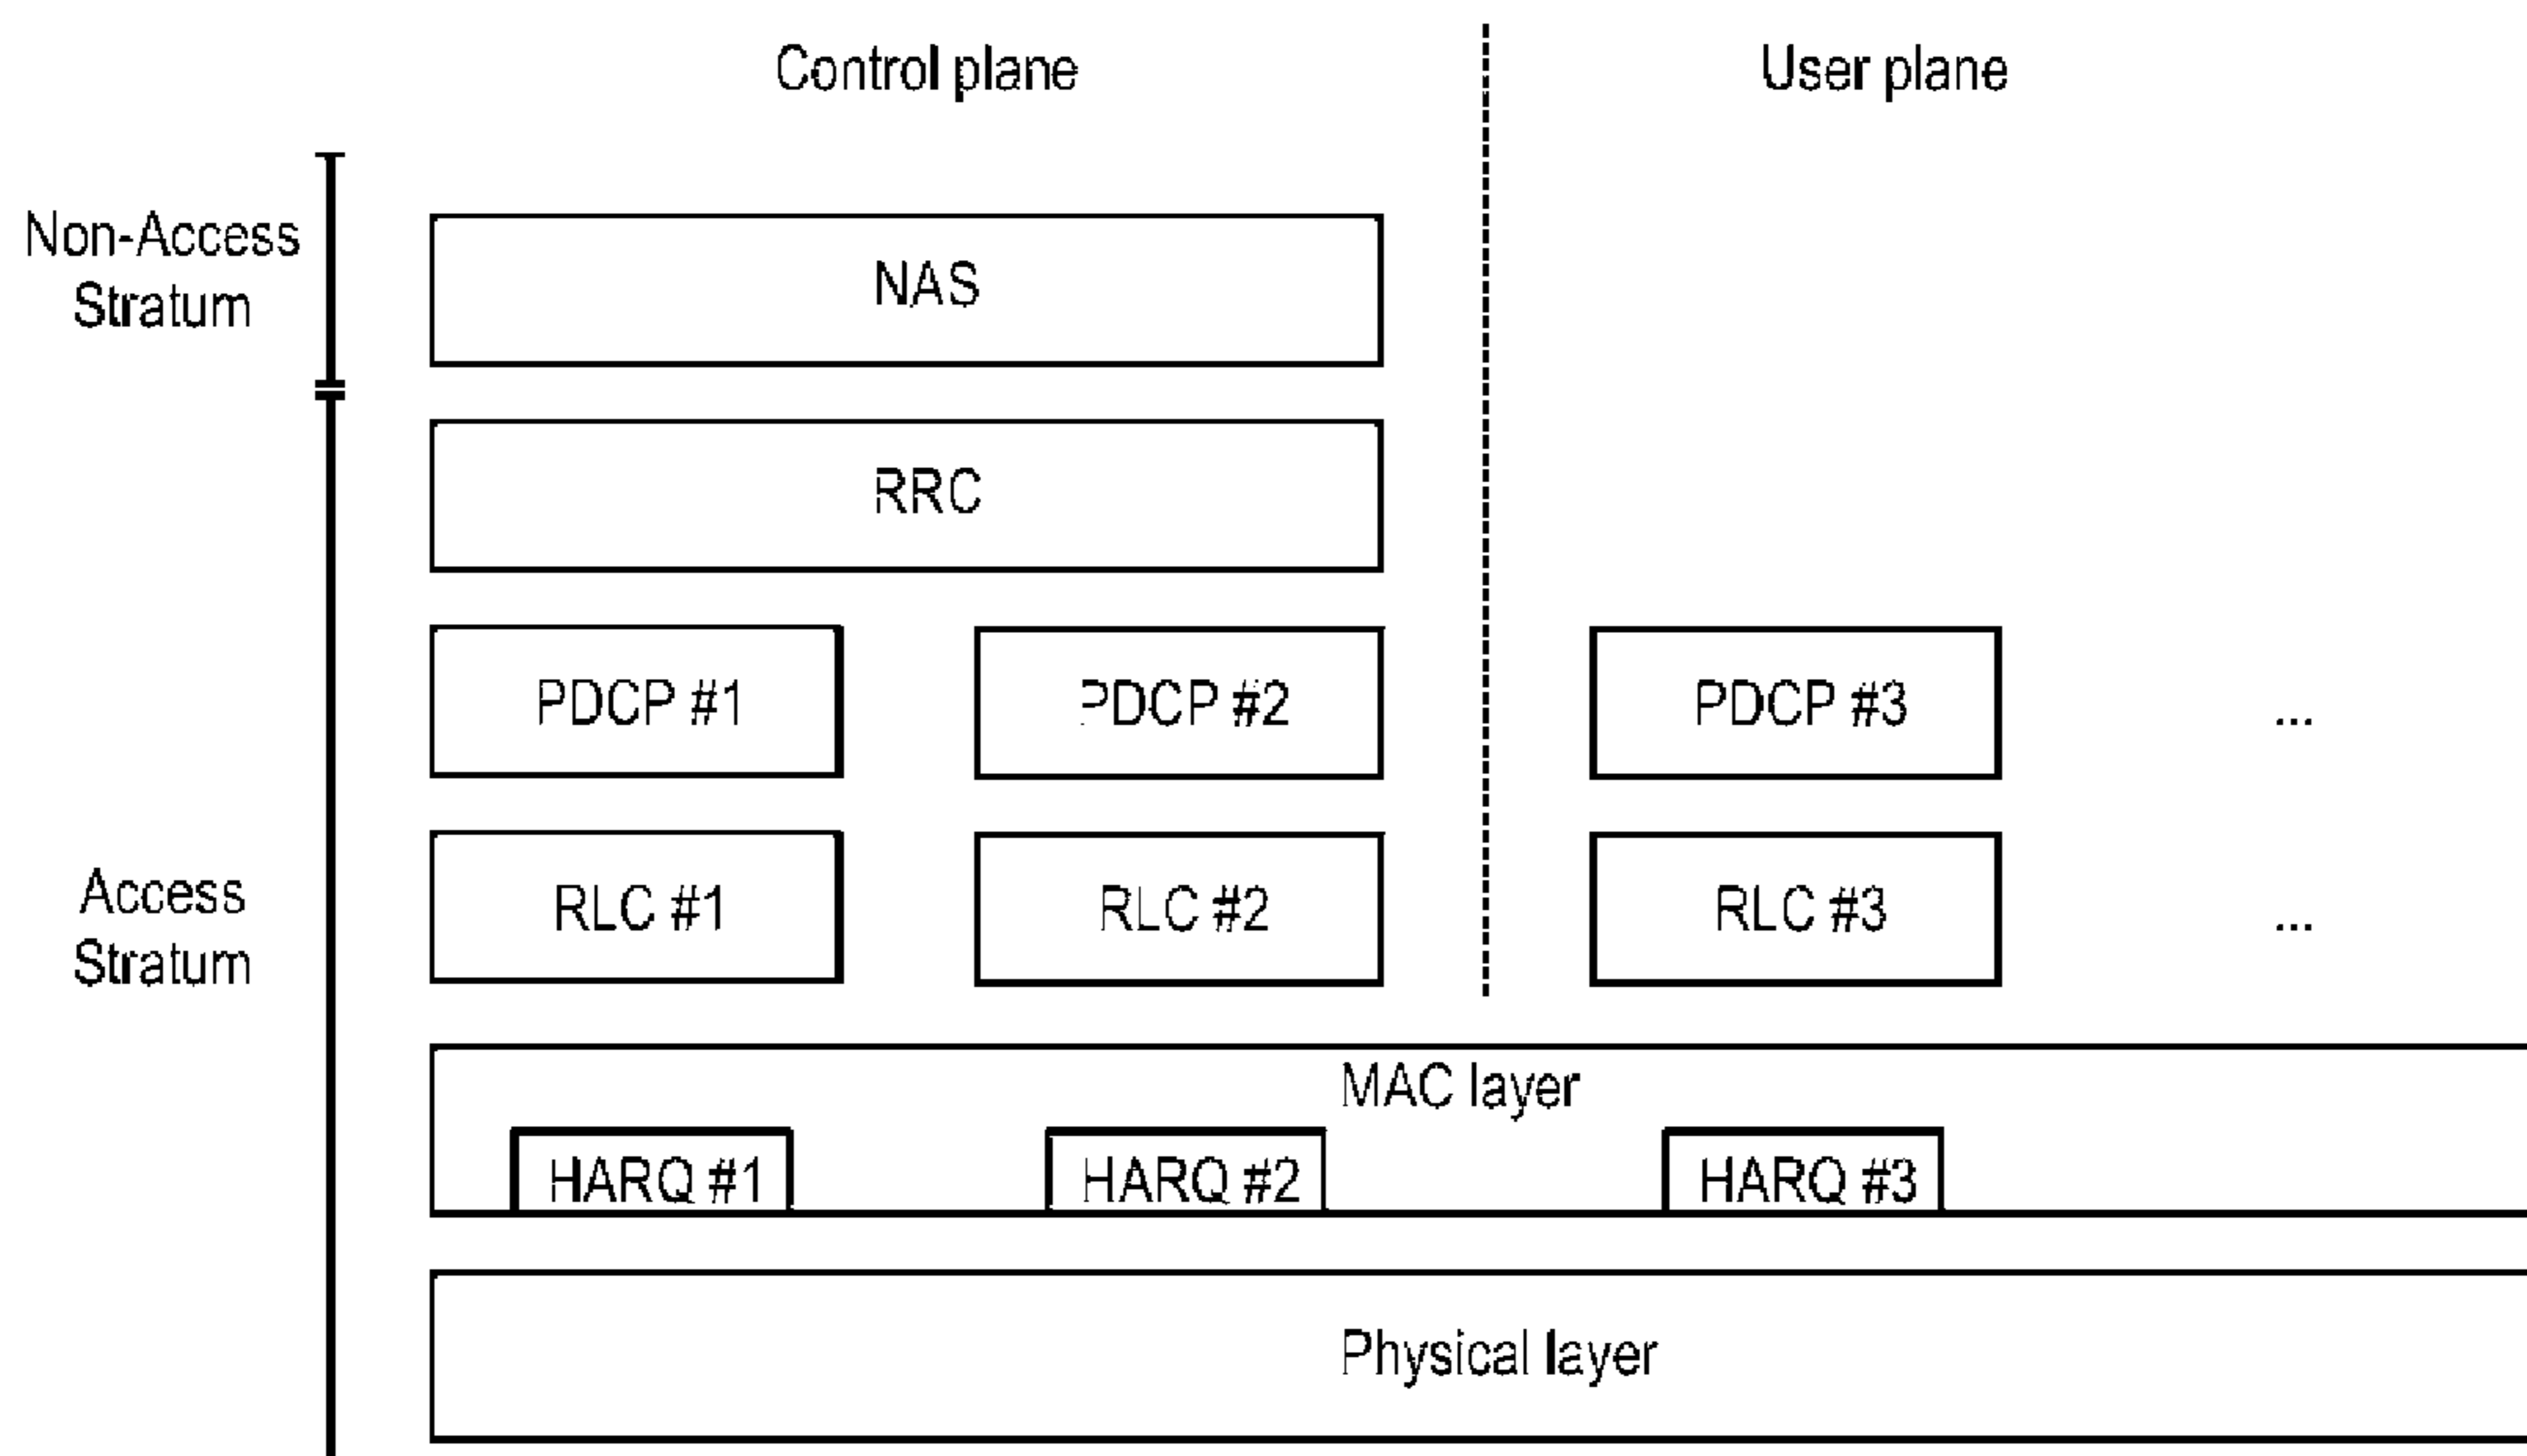 Control plane
User plane
Non-Access
Stratum
NAS
RRC
PDCP #1
PDCP #2
PDCP #3
...
Access
Stratum
RLC #1
RLC #2
RLC #3
...
MAC layer
HARQ #1
HARQ #2
HARQ #3
Physical layer